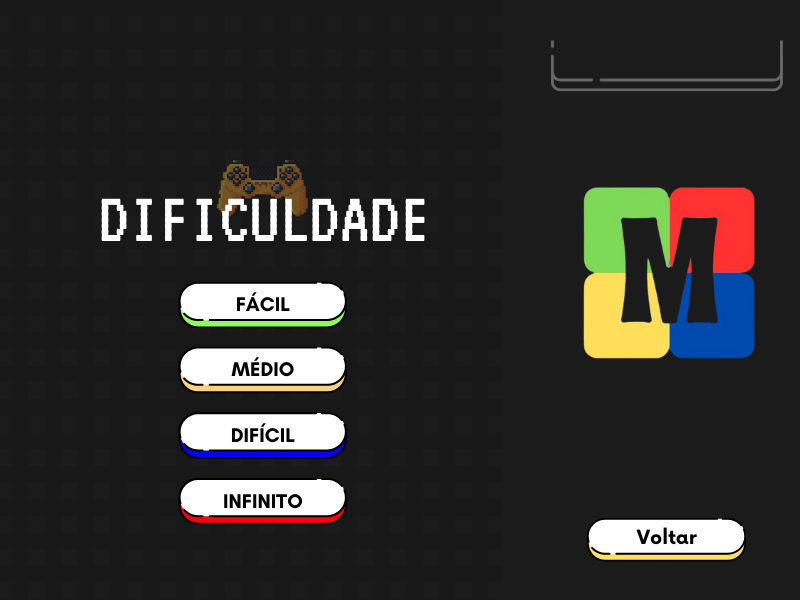 DIFICULDADE
FÁCIL
MÉDIO
DIFÍCIL
INFINITO
M
Voltar